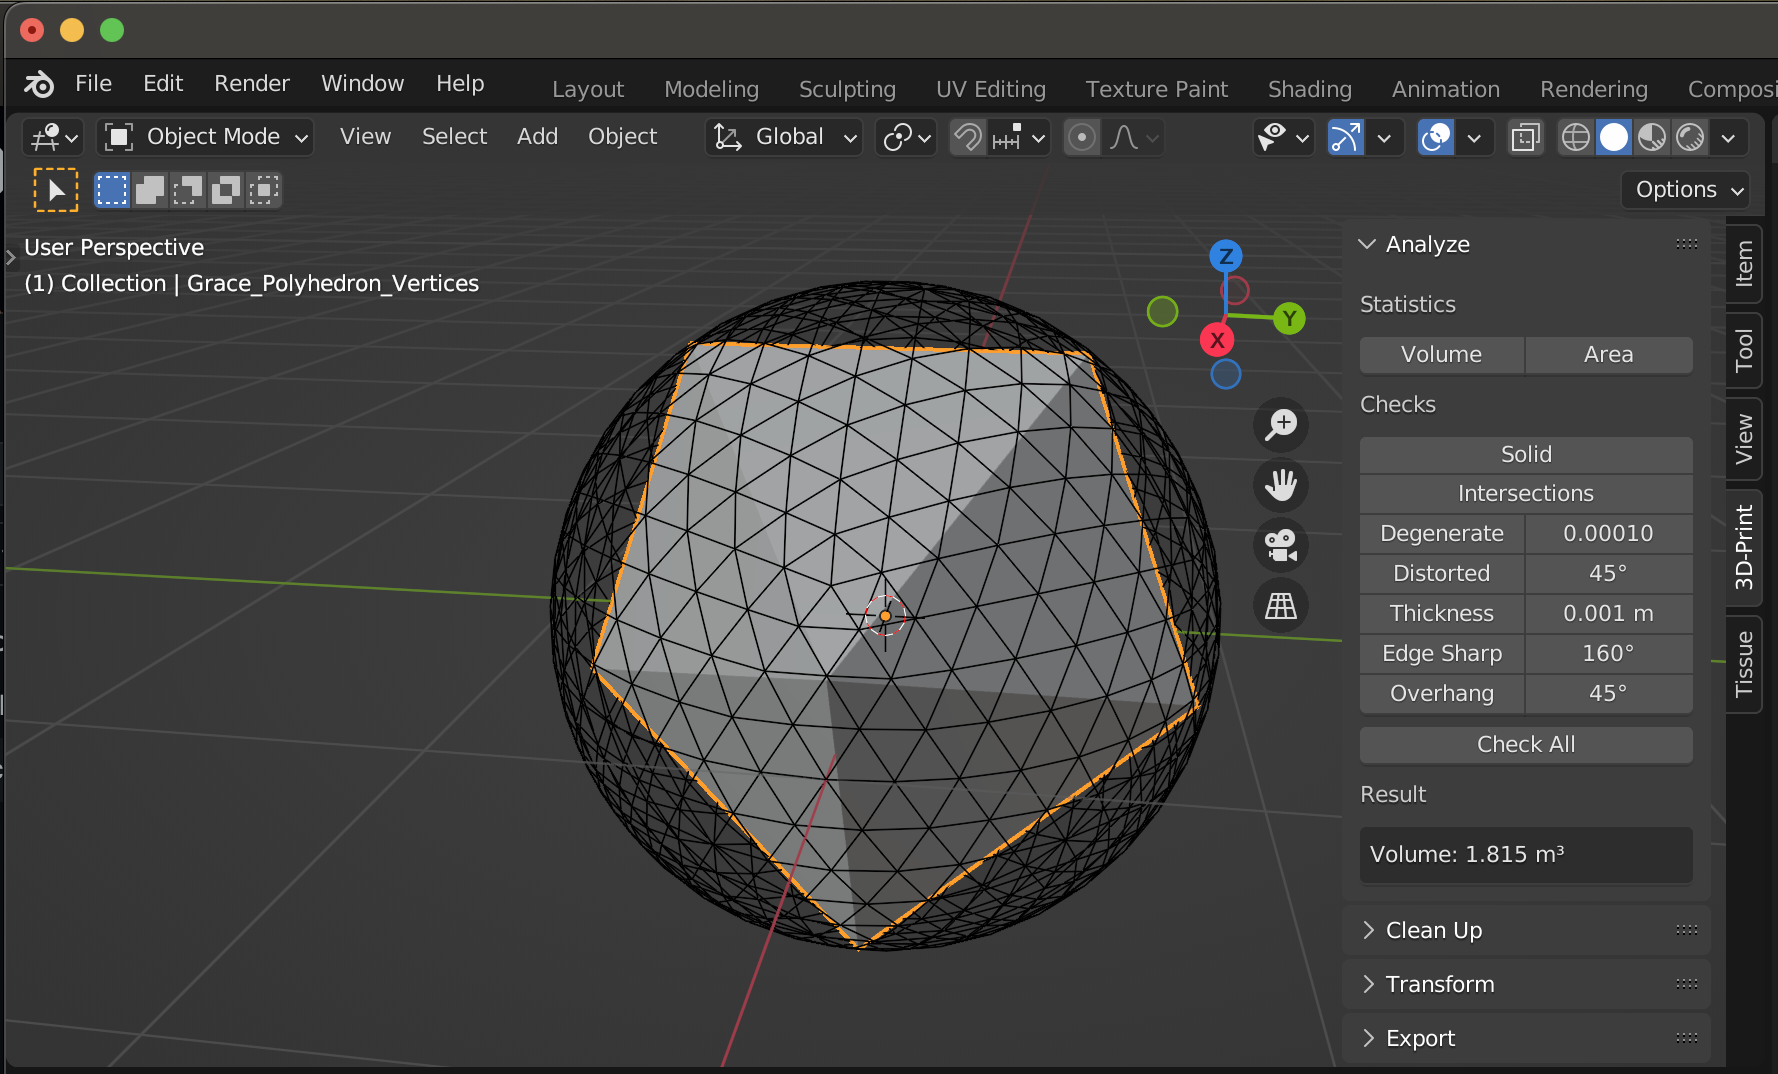 File Edit Render Window Help Layout Modeling Sculpting UV Editing Texture Paint Shading Animation Rendering Composi
Object Mode View Select Add Object Global
Options
User Perspective
(1) Collection | Grace_Polyhedron_Vertices
Z
Y
X
Analyze
Statistics
Volume Area
Checks
Solid
Intersections
Degenerate 0.00010
Distorted 45°
Thickness 0.001 m
Edge Sharp 160°
Overhang 45°
Check All
Result
Volume: 1.815 m³
Clean Up
Transform
Export
Item
Tool
View
3D-Print
Tissue